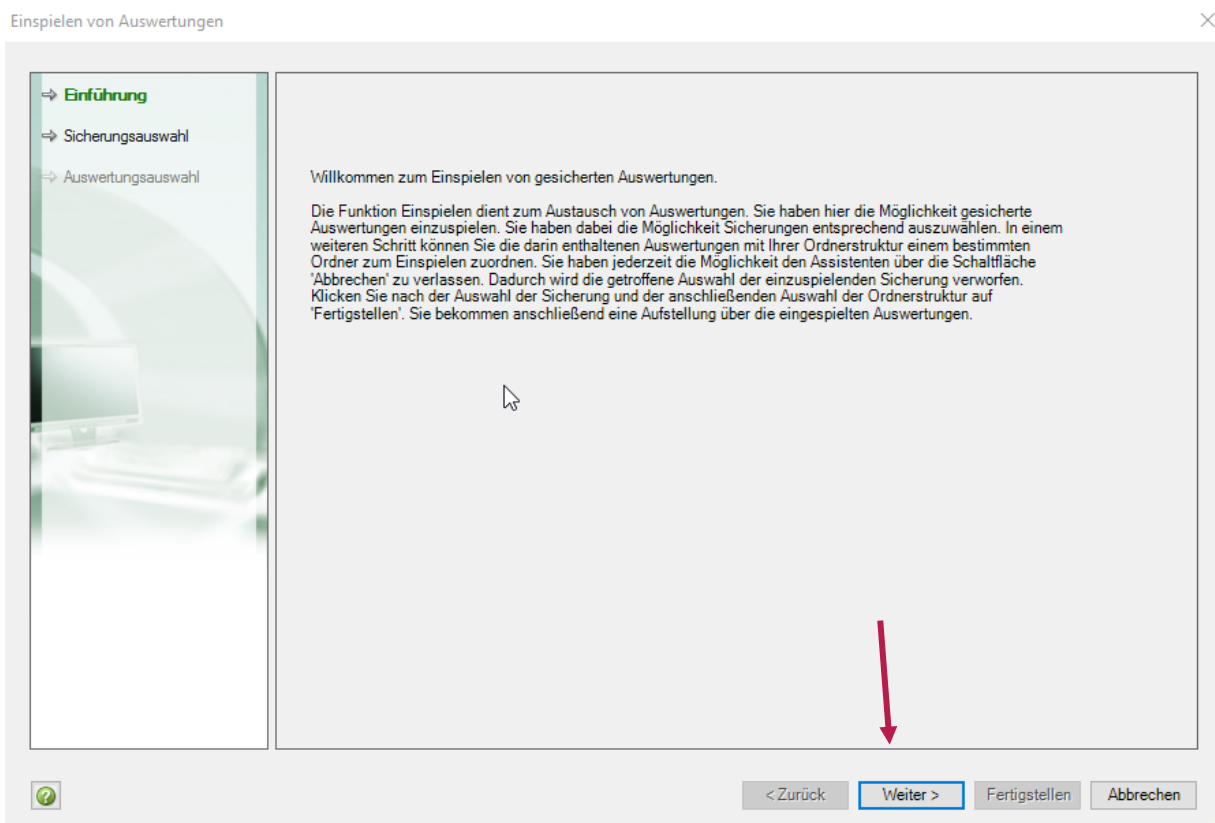 Einspielen von Auswertungen
Einführung
Sicherungsauswahl
Auswertungsauswahl
Willkommen zum Einspielen von gesicherten Auswertungen.
Die Funktion Einspielen dient zum Austausch von Auswertungen. Sie haben hier die Möglichkeit gesicherte
Auswertungen einzuspielen. Sie haben dabei die Möglichkeit Sicherungen entsprechend auszuwählen. In einem
weiteren Schritt können Sie die darin enthaltenen Auswertungen mit Ihrer Ordnerstruktur einem bestimmten
Ordner zum Einspielen zuordnen. Sie haben jederzeit die Möglichkeit den Assistenten über die Schaltfläche
'Abbrechen' zu verlassen. Dadurch wird die getroffene Auswahl der einzuspielenden Sicherung verworfen.
Klicken Sie nach der Auswahl der Sicherung und der anschließenden Auswahl der Ordnerstruktur auf
'Fertigstellen'. Sie bekommen anschließend eine Aufstellung über die eingespielten Auswertungen.
< Zurück Weiter > Fertigstellen Abbrechen